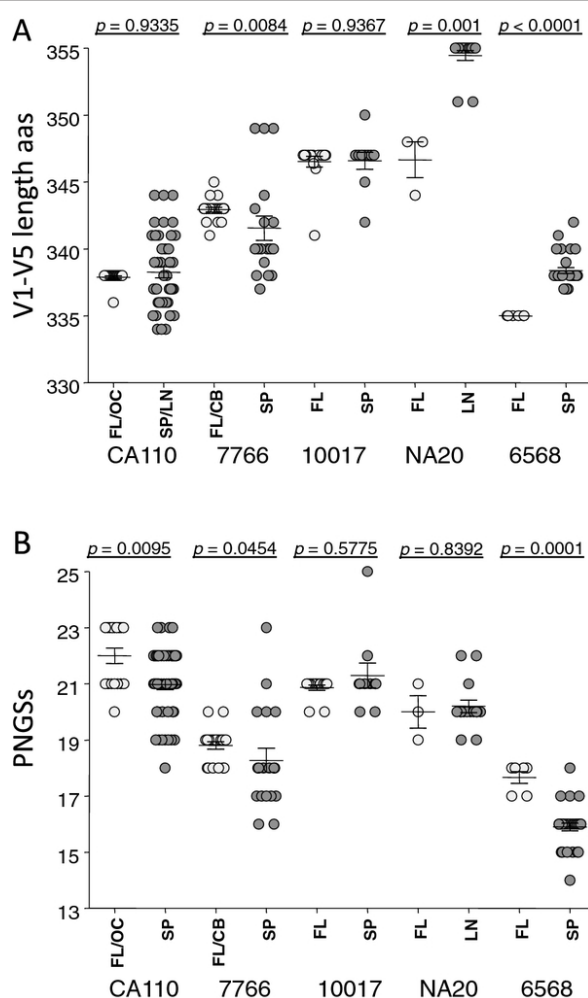 A
p = 0.9335 p = 0.0084 p = 0.9367 p = 0.001 p < 0.0001
V1-V5 length aas
355
350
345
340
335
330
FL/OC SP/LN FL/CB SP FL SP FL LN FL SP
CA110 7766 10017 NA20 6568
B
p = 0.0095 p = 0.0454 p = 0.5775 p = 0.8392 p = 0.0001
PNGSs
25
23
21
19
17
15
13
FL/OC SP FL/CB SP FL SP FL LN FL SP
CA110 7766 10017 NA20 6568